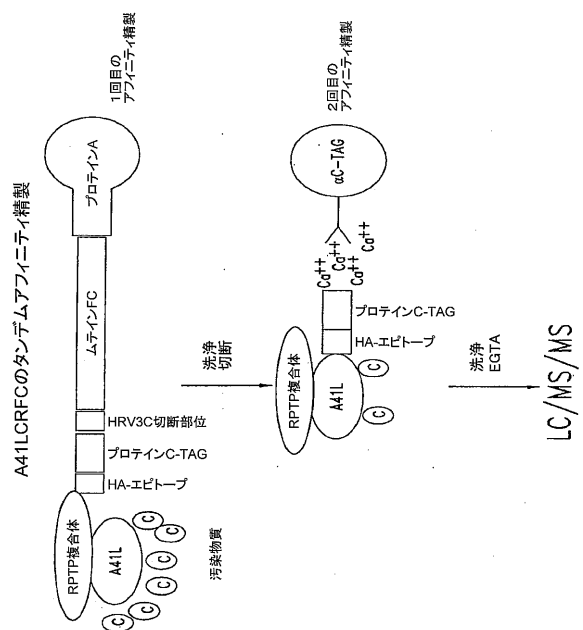 A41LCRFCのタンデムアフィニティ精製
1回目の
アフィニティ精製
RPTP複合体
A41L
HA-エピトープ
プロテインC-TAG
HRV3C切断部位
ムテインFC
プロテインA
C
C
C
C
C
C
C
汚染物質
洗浄
切断
2回目の
アフィニティ精製
RPTP複合体
A41L
C
C
HA-エピトープ
プロテインC-TAG
Ca++
Ca++
Ca++
Ca++
αC-TAG
洗浄
EGTA
LC/MS/MS